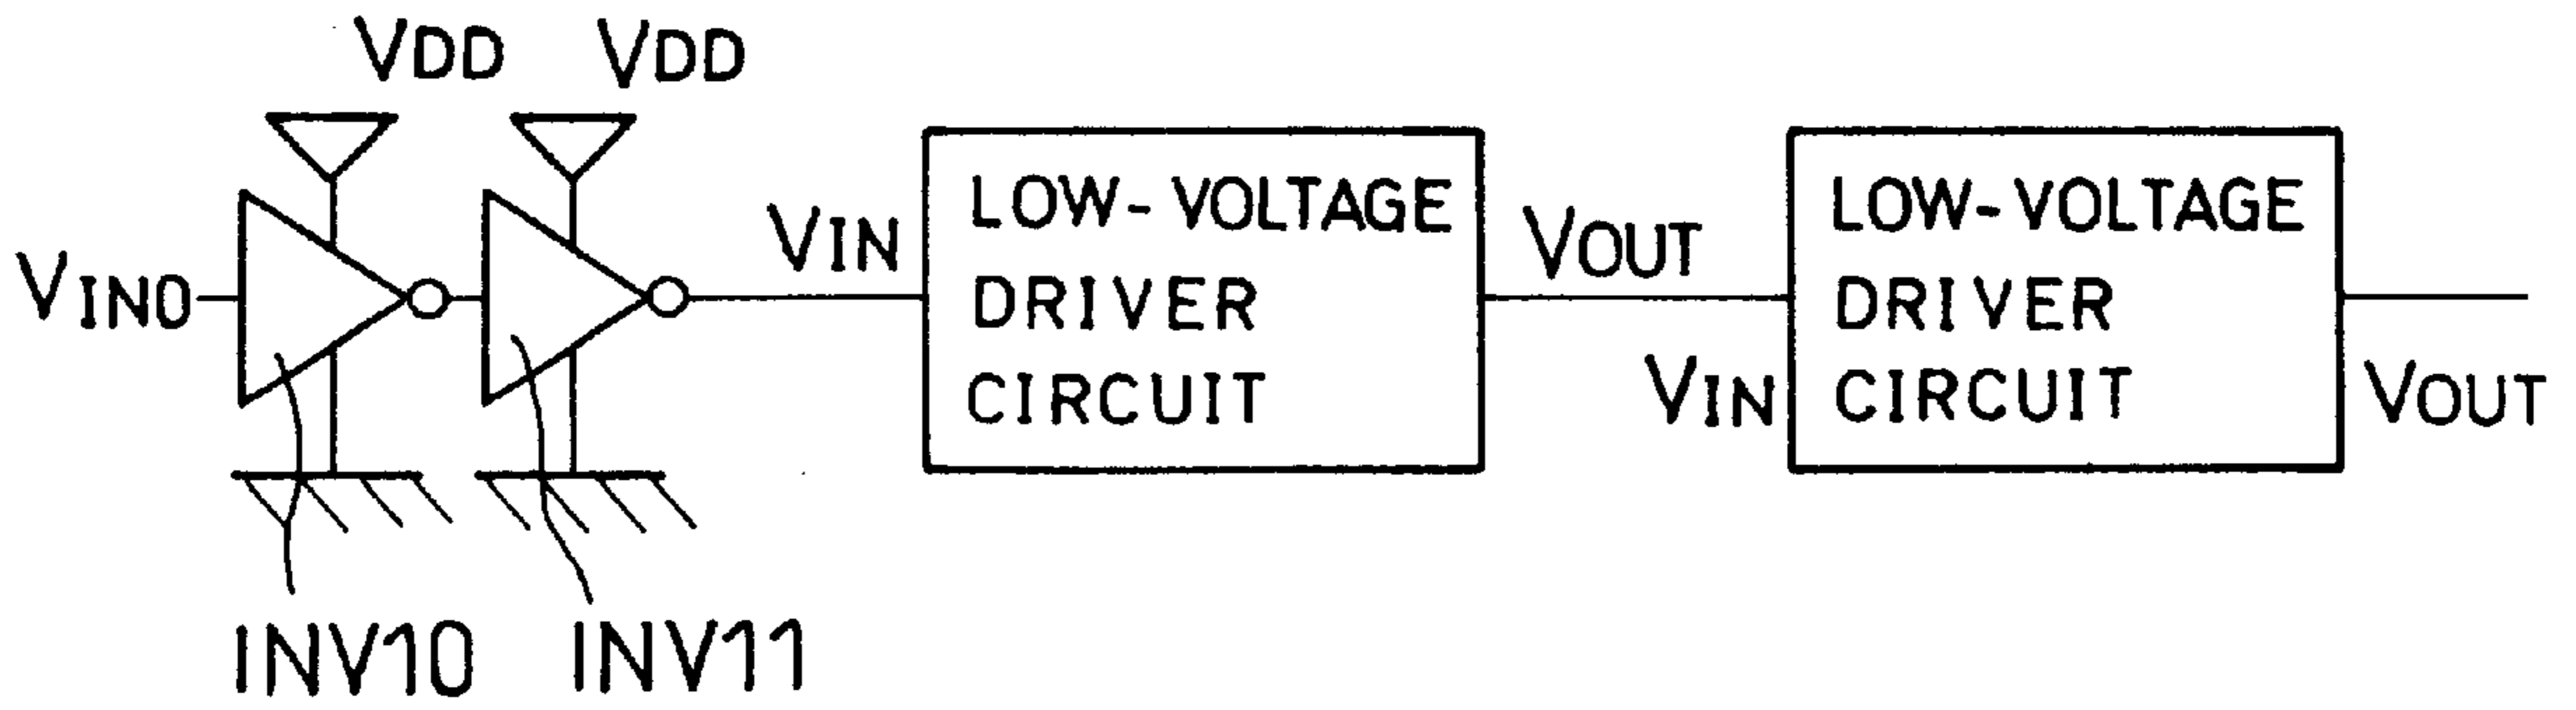 VDD
VDD
VIN0
VIN
LOW-VOLTAGE
DRIVER
CIRCUIT
VOUT
VIN
LOW-VOLTAGE
DRIVER
CIRCUIT
VOUT
INV10
INV11